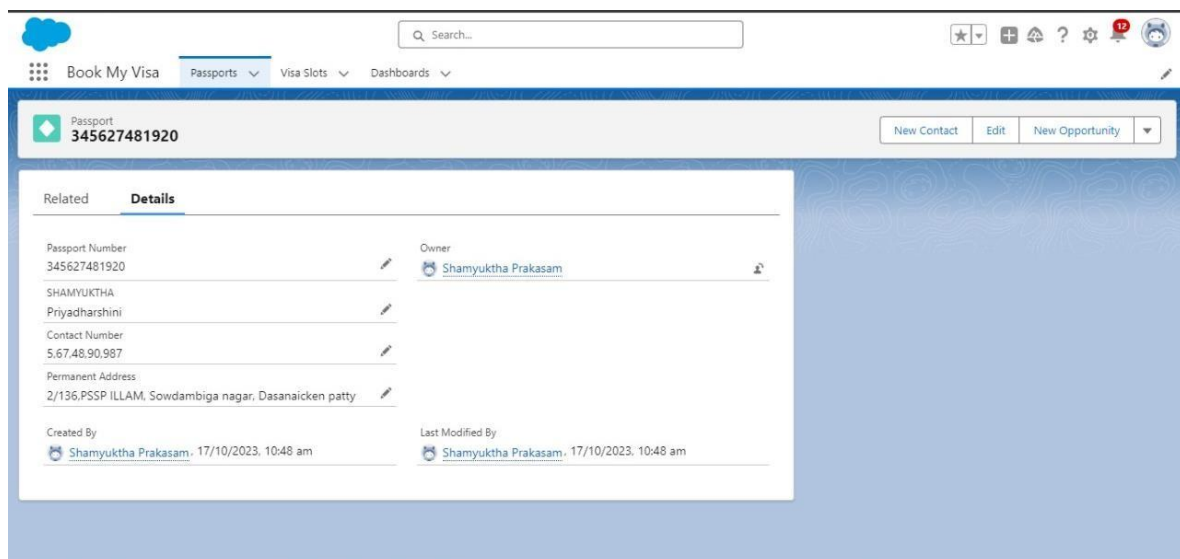 Search...
12
Book My Visa Passports Visa Slots Dashboards
Passport
345627481920
New Contact Edit New Opportunity
Related Details
Passport Number
345627481920
Owner
Shamyuktha Prakasam
SHAMYUKTHA
Priyadharshini
Contact Number
5,67,48,90,987
Permanent Address
2/136,PSSP ILLAM, Sowdambiga nagar, Dasanaicken patty
Created By
Shamyuktha Prakasam, 17/10/2023, 10:48 am
Last Modified By
Shamyuktha Prakasam, 17/10/2023, 10:48 am